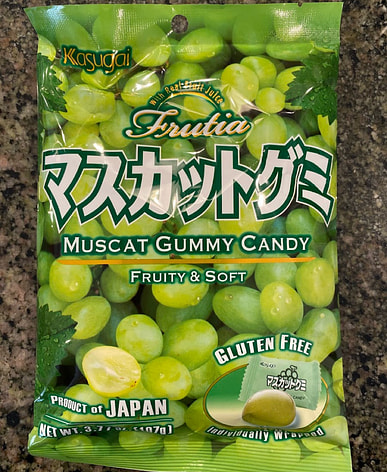 Kasugai
With Real Fruit Juice
Frutia
マスカットグミ
MUSCAT GUMMY CANDY
FRUITY & SOFT
GLUTEN FREE
Kasugai
マスカットグミ
CANDY
PRODUCT of JAPAN
NET WT. 3.77 oz. (107g)
Individually Wrapped